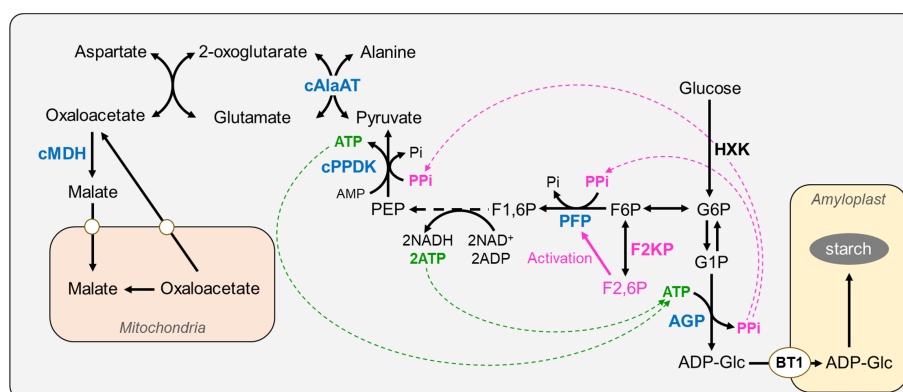 Aspartate
2-oxoglutarate
Alanine
cAlaAT
Oxaloacetate
Glutamate
Pyruvate
Glucose
cMDH
ATP
Pi
HXK
cPPDK
PPi
Malate
AMP
Pi
PPi
Amyloplast
PEP
F1,6P
F6P
G6P
PFP
starch
2NADH
2NAD⁺
F2KP
2ATP
2ADP
Activation
G1P
Malate
Oxaloacetate
F2,6P
ATP
AGP
PPi
Mitochondria
ADP-Glc
BT1
ADP-Glc